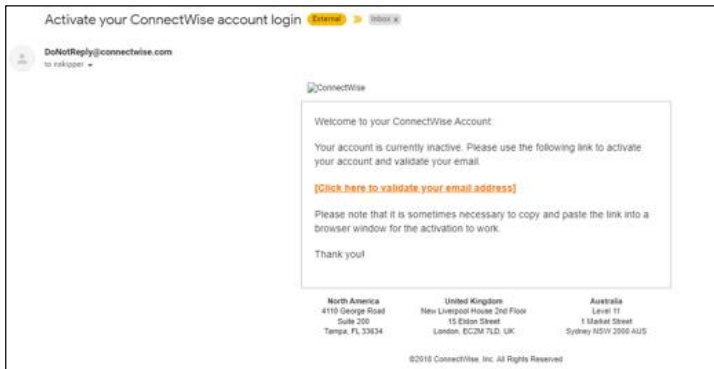 Activate your ConnectWise account login External Inbox x
DoNotReply@connectwise.com
to nskipper
ConnectWise
Welcome to your ConnectWise Account:
Your account is currently inactive. Please use the following link to activate
your account and validate your email.
[Click here to validate your email address]
Please note that it is sometimes necessary to copy and paste the link into a
browser window for the activation to work.
Thank you!
North America United Kingdom Australia
4110 George Road New Liverpool House 2nd Floor Level 11
Suite 200 15 Eldon Street 1 Market Street
Tampa, FL 33634 London, EC2M 7LD, UK Sydney NSW 2000 AUS
©2018 ConnectWise, Inc. All Rights Reserved